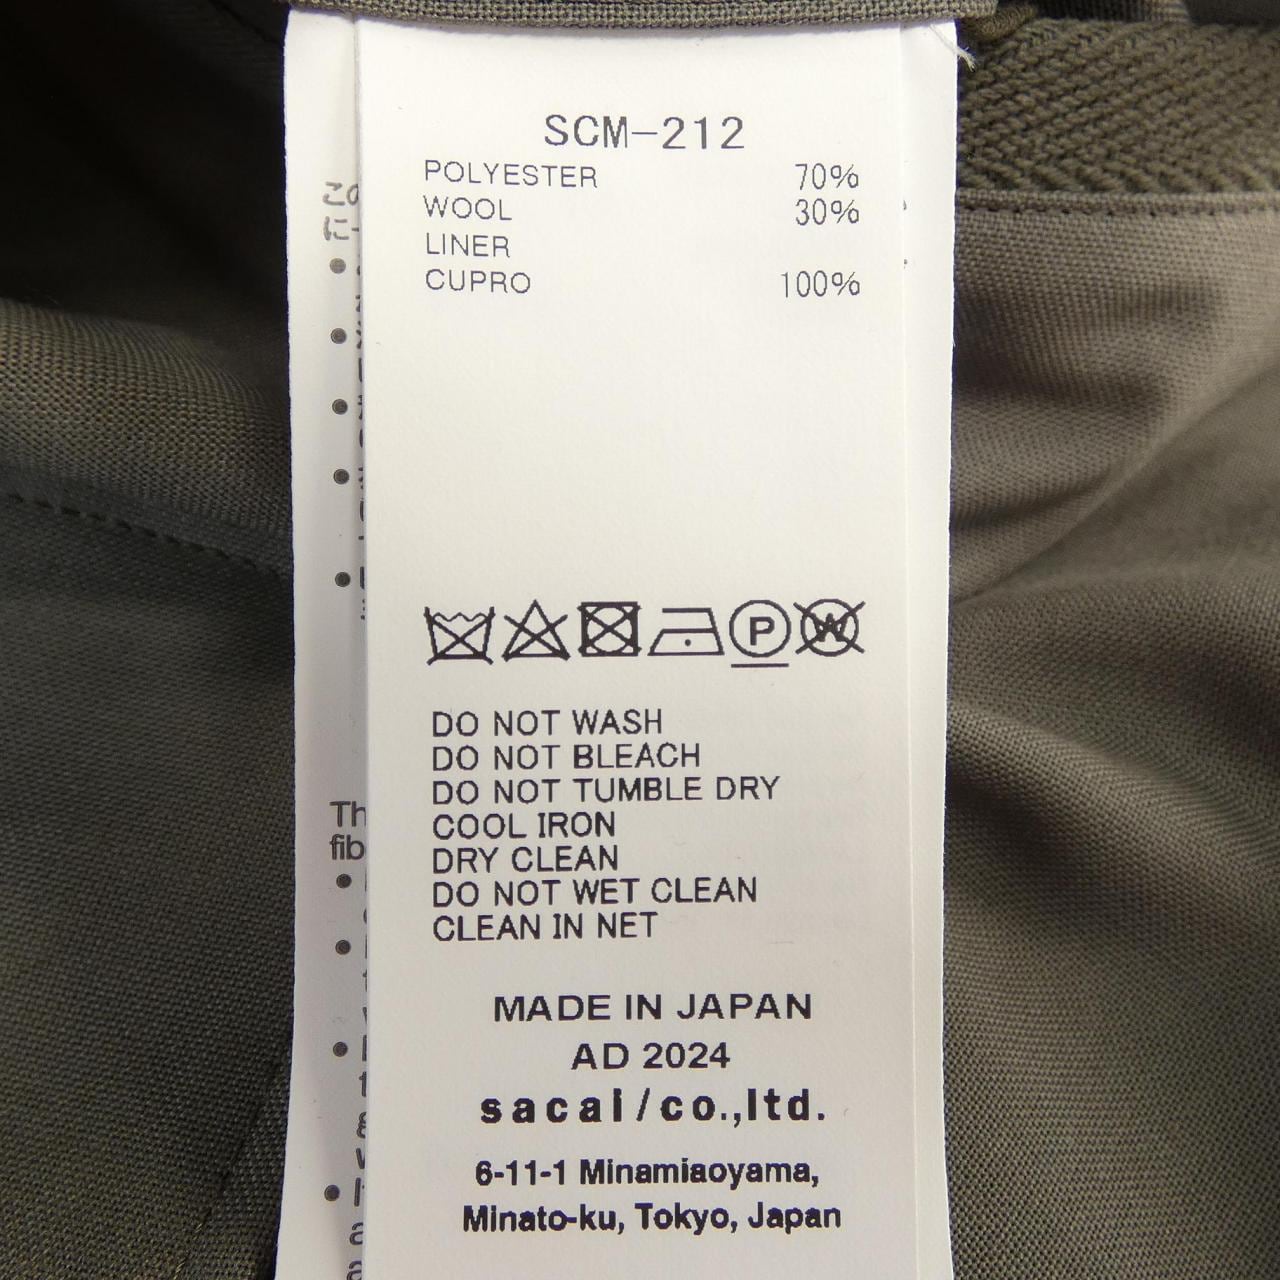 SCM-212
POLYESTER 70%
WOOL 30%
LINER
CUPRO 100%
P W
DO NOT WASH
DO NOT BLEACH
DO NOT TUMBLE DRY
COOL IRON
DRY CLEAN
DO NOT WET CLEAN
CLEAN IN NET
MADE IN JAPAN
AD 2024
sacai/co.,ltd.
6-11-1 Minamiaoyama,
Minato-ku, Tokyo, Japan